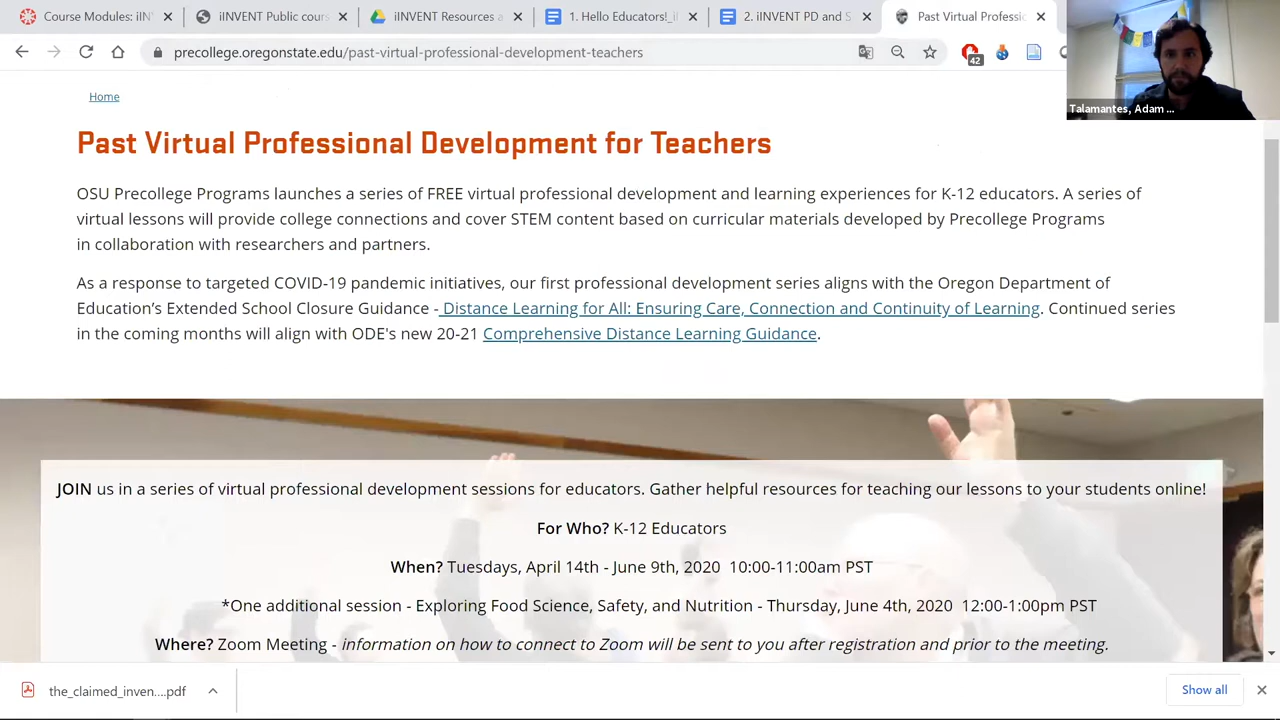 Course Modules: iIN
iINVENT Public cour
iINVENT Resources a
1. Hello Educators!_i
2. iINVENT PD and S
Past Virtual Professio
precollege.oregonstate.edu/past-virtual-professional-development-teachers
42
Talamantes, Adam ...
Home
Past Virtual Professional Development for Teachers
OSU Precollege Programs launches a series of FREE virtual professional development and learning experiences for K-12 educators. A series of
virtual lessons will provide college connections and cover STEM content based on curricular materials developed by Precollege Programs
in collaboration with researchers and partners.
As a response to targeted COVID-19 pandemic initiatives, our first professional development series aligns with the Oregon Department of
Education's Extended School Closure Guidance - Distance Learning for All: Ensuring Care, Connection and Continuity of Learning. Continued series
in the coming months will align with ODE's new 20-21 Comprehensive Distance Learning Guidance.
JOIN us in a series of virtual professional development sessions for educators. Gather helpful resources for teaching our lessons to your students online!
For Who? K-12 Educators
When? Tuesdays, April 14th - June 9th, 2020 10:00-11:00am PST
*One additional session - Exploring Food Science, Safety, and Nutrition - Thursday, June 4th, 2020 12:00-1:00pm PST
Where? Zoom Meeting - information on how to connect to Zoom will be sent to you after registration and prior to the meeting.
the_claimed_inven....pdf
Show all